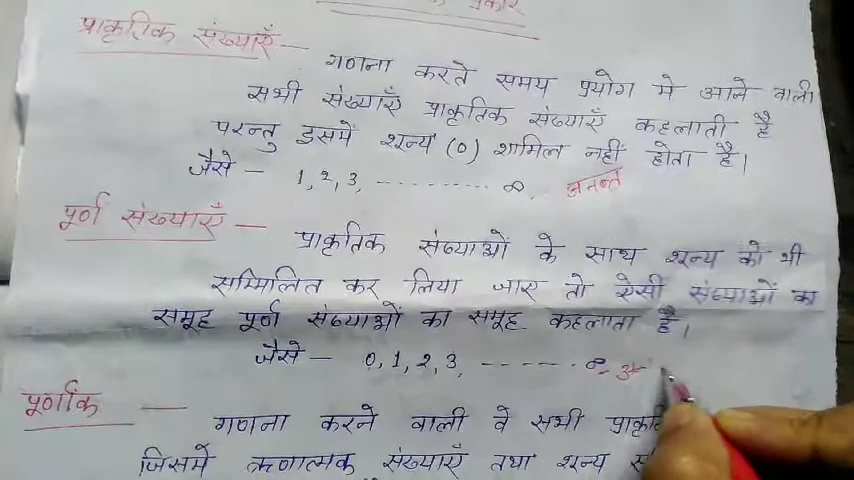 प्रकार
प्राकृतिक संख्याएँ —
गणना करते समय प्रयोग मे आने वाली
सभी संख्याएँ प्राकृतिक संख्याएँ कहलाती है
परन्तु इसमें शून्य (0) शामिल नहीं होता है।
जैसे — 1, 2, 3, ---------- ∞, अनन्त
पूर्ण संख्याएँ —
प्राकृतिक संख्याओं के साथ शून्य को भी
सम्मिलित कर लिया जाए तो ऐसी संख्याओं का
समूह पूर्ण संख्याओं का समूह कहलाता है।
जैसे — 0, 1, 2, 3, ------- ∞ अ
पूर्णांक —
गणना करने वाली वे सभी
जिसमें ऋणात्मक संख्याएँ तथा शून्य